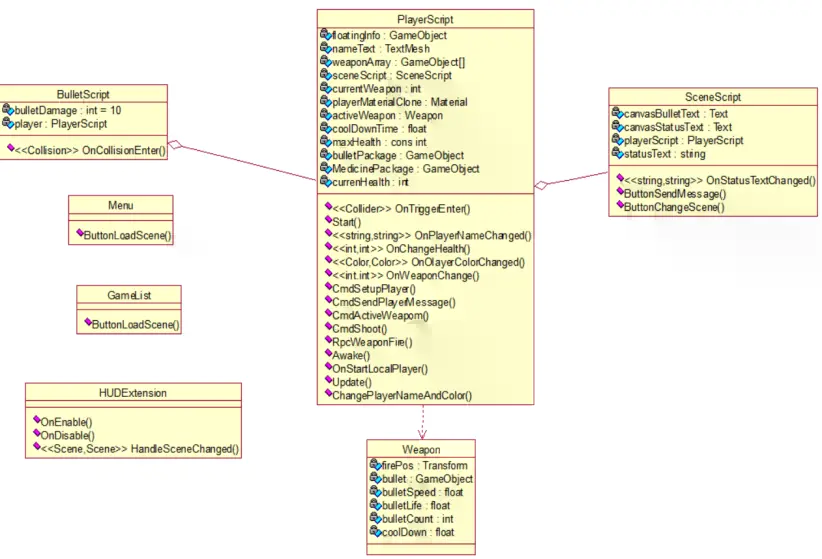 PlayerScript
floatingInfo : GameObject
nameText : TextMesh
weaponArray : GameObject[]
sceneScript : SceneScript
currentWeapon : int
playerMaterialClone : Material
activeWeapon : Weapon
coolDownTime : float
maxHealth : cons int
bulletPackage : GameObject
MedicinePackage : GameObject
currenHealth : int
<<Collider>> OnTriggerEnter()
Start()
<<string,string>> OnPlayerNameChanged()
<<int,int>> OnChangeHealth()
<<Color,Color>> OnOlayerColorChanged()
<<int.int>> OnWeaponChange()
CmdSetupPlayer()
CmdSendPlayerMessage()
CmdActiveWeapom()
CmdShoot()
RpcWeaponFire()
Awake()
OnStartLocalPlayer()
Update()
ChangePlayerNameAndColor()
BulletScript
bulletDamage : int = 10
player : PlayerScript
<<Collision>> OnCollisionEnter()
SceneScript
canvasBulletText : Text
canvasStatusText : Text
playerScript : PlayerScript
statusText : string
<<string,string>> OnStatusTextChanged()
ButtonSendMessage()
ButtonChangeScene()
Menu
ButtonLoadScene()
GameList
ButtonLoadScene()
HUDExtension
OnEnable()
OnDisable()
<<Scene,Scene>> HandleSceneChanged()
Weapon
firePos : Transform
bullet : GameObject
bulletSpeed : float
bulletLife : float
bulletCount : int
coolDown : float